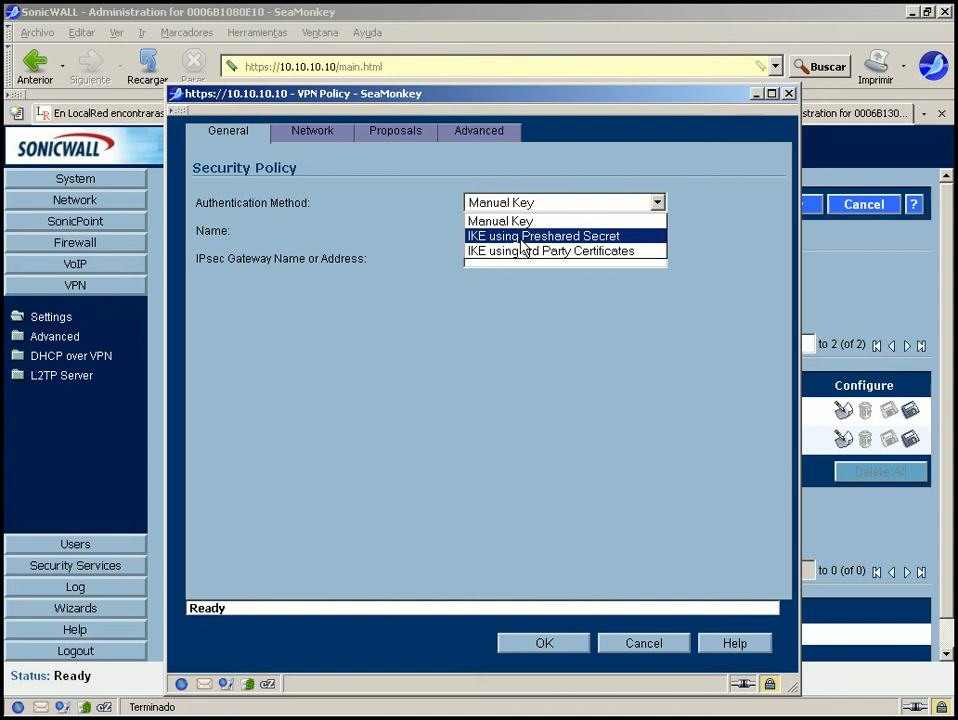 SonicWALL - Administration for 0006B1080E10 - SeaMonkey
Archivo Editar Ver Ir Marcadores Herramientas Ventana Ayuda
Anterior Siguiente Recargar Parar https://10.10.10.10/main.html Buscar Imprimir
En LocalRed encontraras
stration for 0006B130...
https://10.10.10.10 - VPN Policy - SeaMonkey
SONICWALL
General Network Proposals Advanced
Security Policy
Authentication Method: Manual Key
Manual Key
IKE using Preshared Secret
IKE using rd Party Certificates
Name:
IPsec Gateway Name or Address:
System
Network
SonicPoint
Firewall
VoIP
VPN
Settings
Advanced
DHCP over VPN
L2TP Server
Users
Security Services
Log
Wizards
Help
Logout
Status: Ready
Cancel ?
to 2 (of 2)
Configure
Delete All
to 0 (of 0)
Ready
OK Cancel Help
Terminado